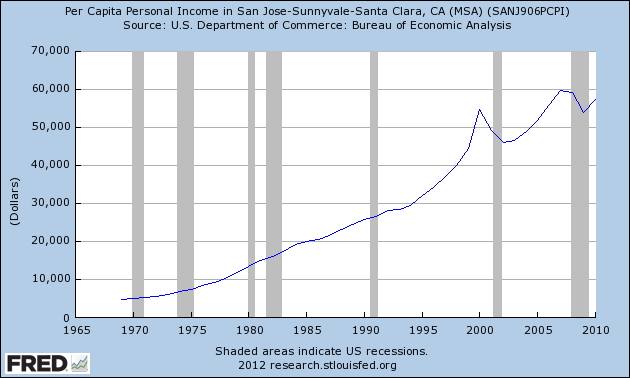 Per Capita Personal Income in San Jose-Sunnyvale-Santa Clara, CA (MSA) (SANJ906PCPI)
Source: U.S. Department of Commerce: Bureau of Economic Analysis
70,000
60,000
50,000
40,000
30,000
20,000
10,000
0
(Dollars)
1965 1970 1975 1980 1985 1990 1995 2000 2005 2010
Shaded areas indicate US recessions.
2012 research.stlouisfed.org
FRED